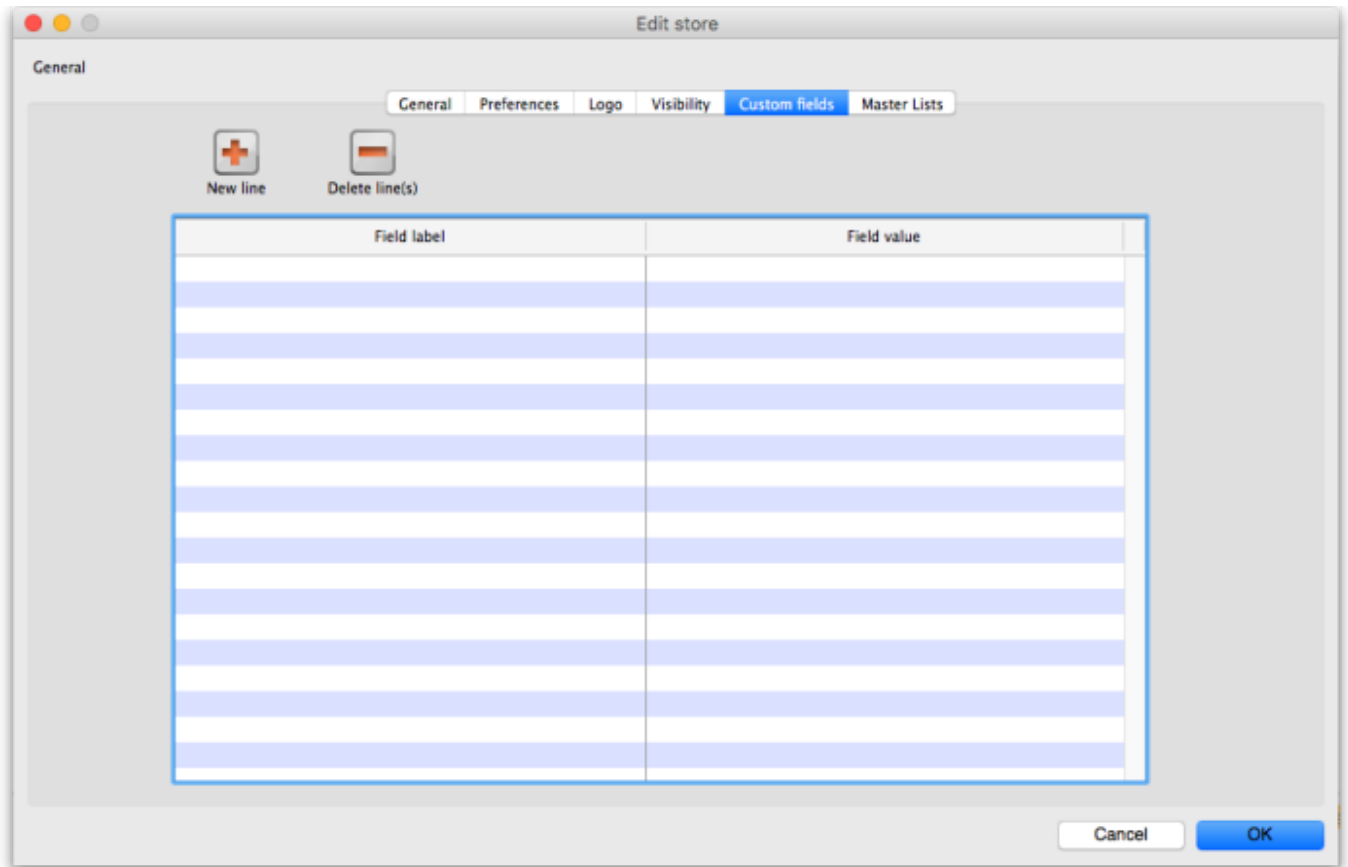 Edit store
General
General Preferences Logo Visibility Custom fields Master Lists
New line Delete line(s)
Field label Field value
Cancel OK